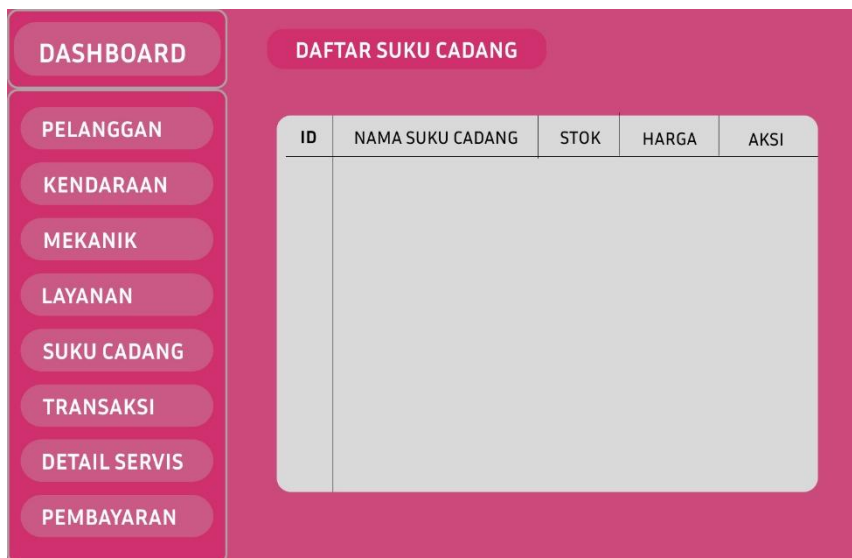 DASHBOARD
PELANGGAN
KENDARAAN
MEKANIK
LAYANAN
SUKU CADANG
TRANSAKSI
DETAIL SERVIS
PEMBAYARAN
DAFTAR SUKU CADANG
ID NAMA SUKU CADANG STOK HARGA AKSI